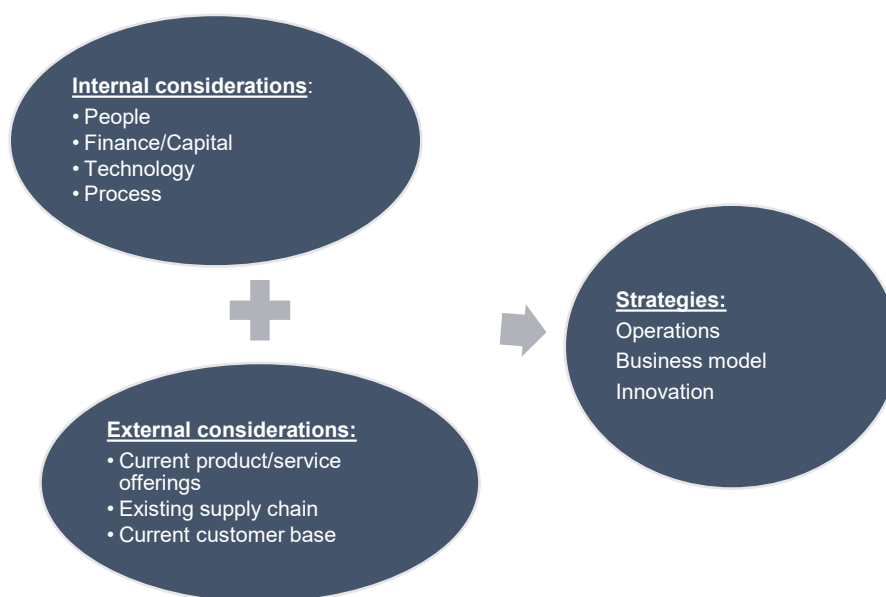 Internal considerations:
• People
• Finance/Capital
• Technology
• Process
External considerations:
• Current product/service
offerings
• Existing supply chain
• Current customer base
Strategies:
Operations
Business model
Innovation